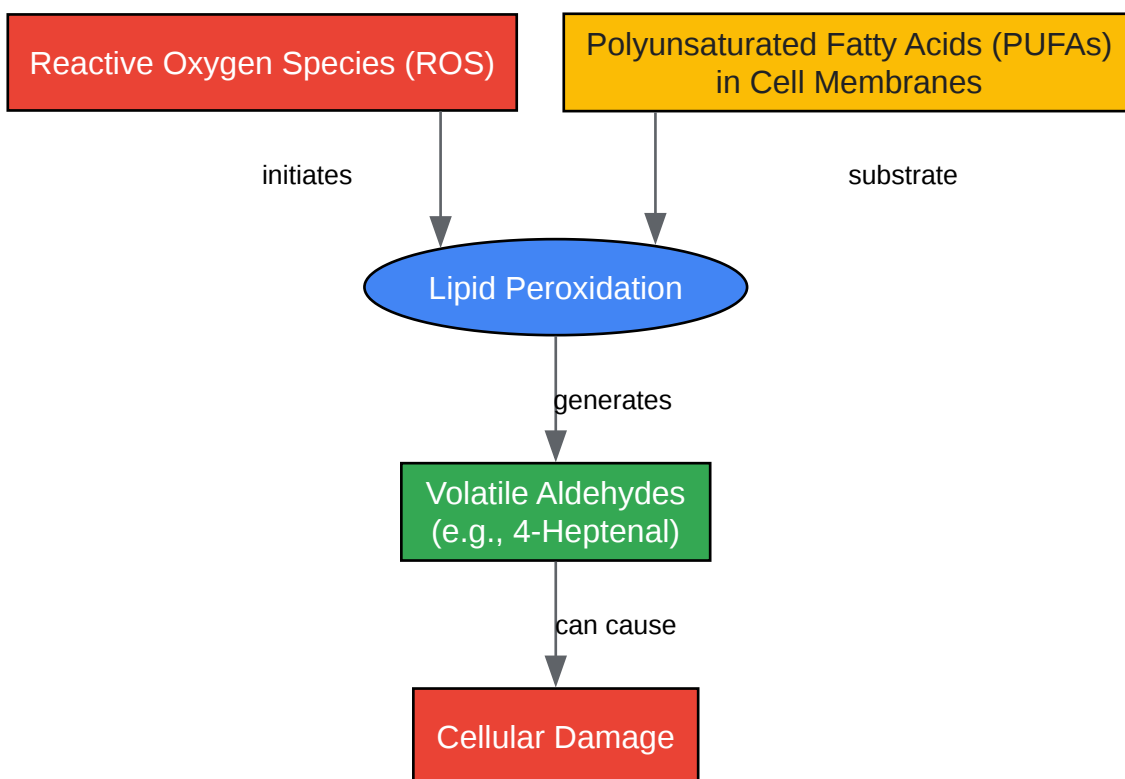 Reactive Oxygen Species (ROS)
Polyunsaturated Fatty Acids (PUFAs)
in Cell Membranes
initiates
substrate
Lipid Peroxidation
generates
Volatile Aldehydes
(e.g., 4-Heptenal)
can cause
Cellular Damage